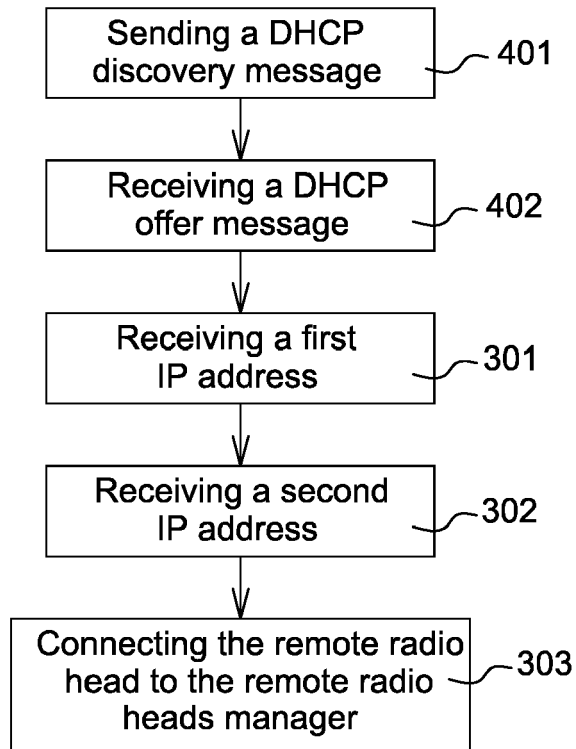 Sending a DHCP
discovery message
401
Receiving a DHCP
offer message
402
Receiving a first
IP address
301
Receiving a second
IP address
302
Connecting the remote radio
head to the remote radio
heads manager
303